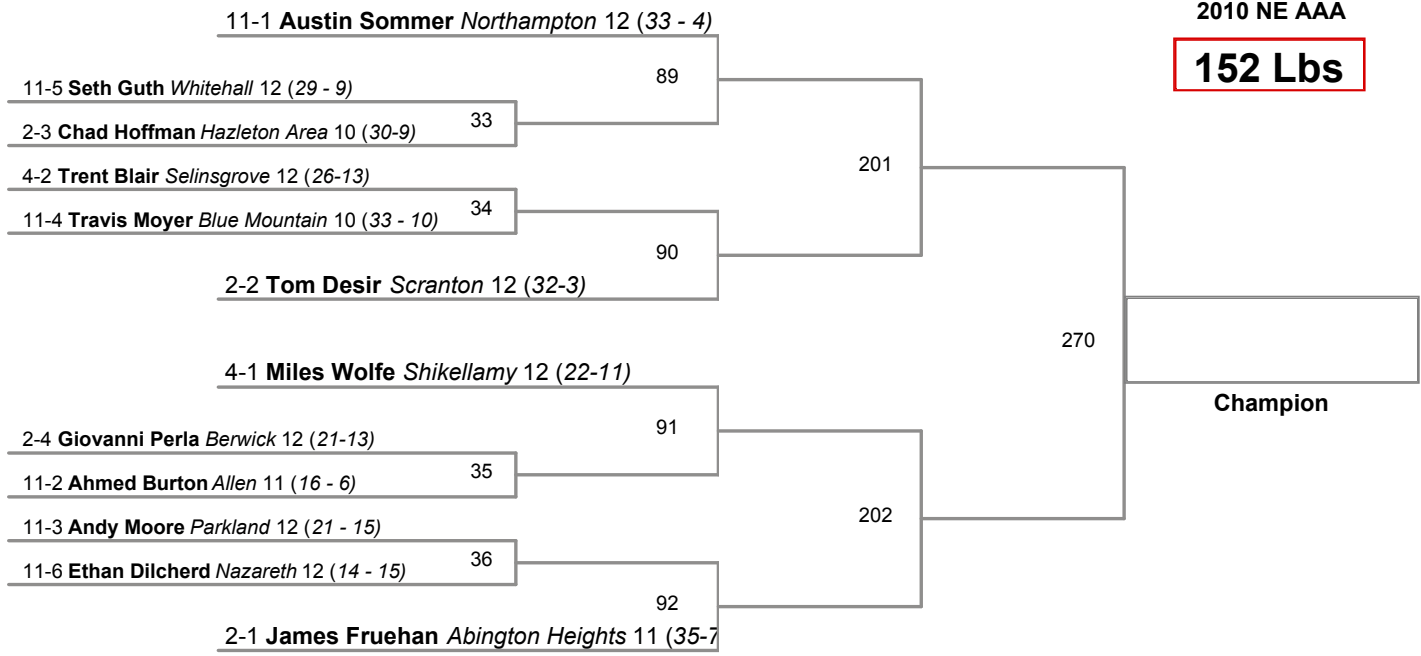 2010 NE AAA
152 Lbs
11-1 Austin Sommer Northampton 12 (33 - 4)
89
11-5 Seth Guth Whitehall 12 (29 - 9)
33
2-3 Chad Hoffman Hazleton Area 10 (30-9)
201
4-2 Trent Blair Selinsgrove 12 (26-13)
34
11-4 Travis Moyer Blue Mountain 10 (33 - 10)
90
2-2 Tom Desir Scranton 12 (32-3)
270
4-1 Miles Wolfe Shikellamy 12 (22-11)
Champion
91
2-4 Giovanni Perla Berwick 12 (21-13)
35
11-2 Ahmed Burton Allen 11 (16 - 6)
202
11-3 Andy Moore Parkland 12 (21 - 15)
36
11-6 Ethan Dilcherd Nazareth 12 (14 - 15)
92
2-1 James Fruehan Abington Heights 11 (35-7